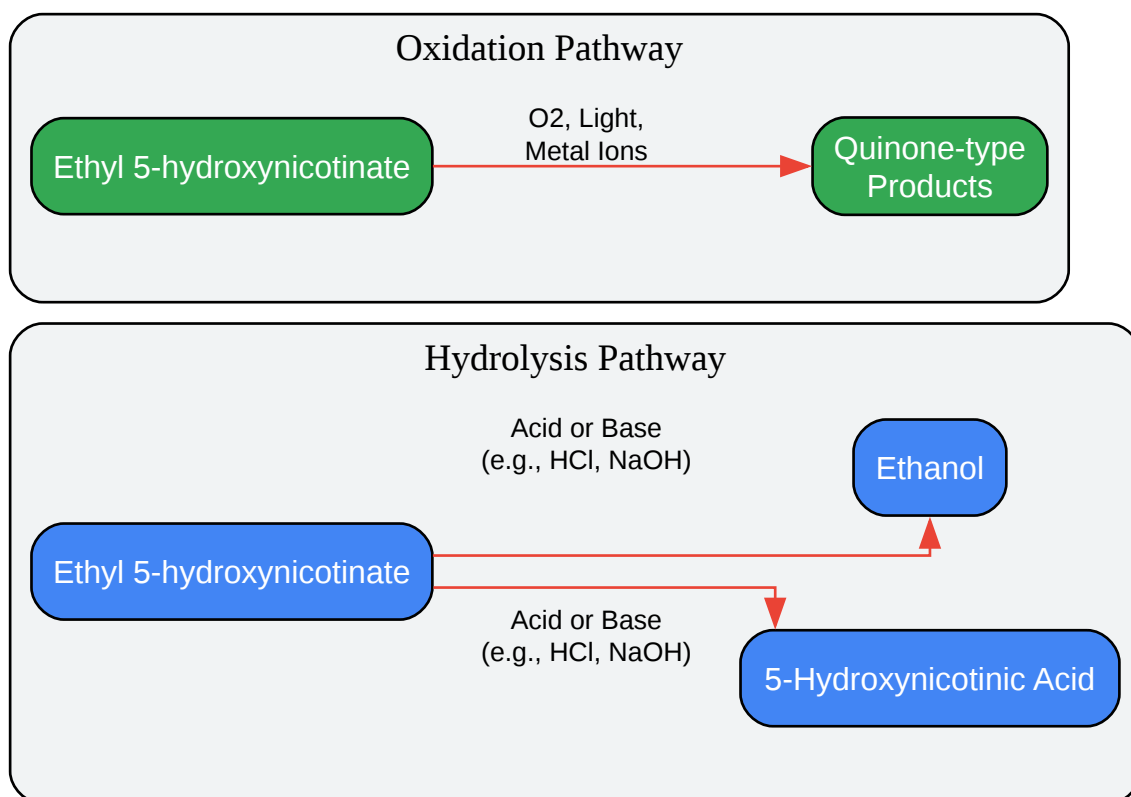 Oxidation Pathway
O2, Light,
Metal Ions
Ethyl 5-hydroxynicotinate
Quinone-type
Products
Hydrolysis Pathway
Acid or Base
(e.g., HCl, NaOH)
Ethanol
Ethyl 5-hydroxynicotinate
Acid or Base
(e.g., HCl, NaOH)
5-Hydroxynicotinic Acid